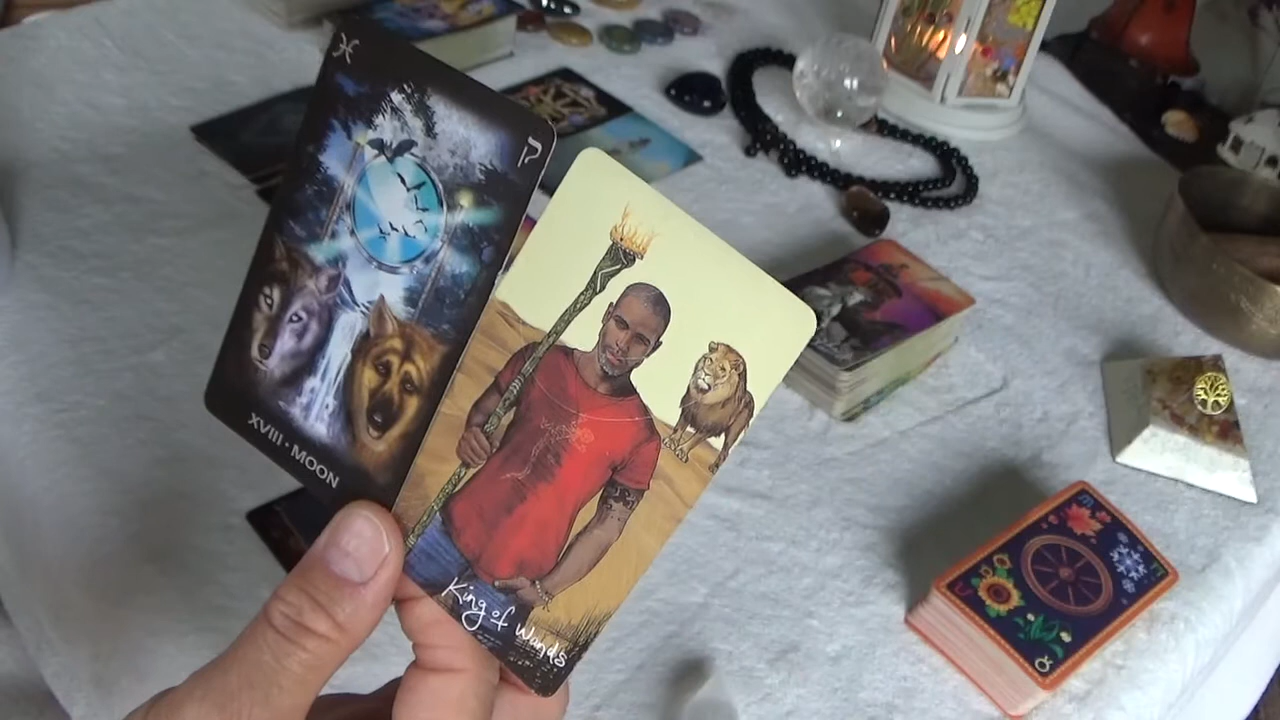 ♓
ק
XVIII • MOON
King of Wands